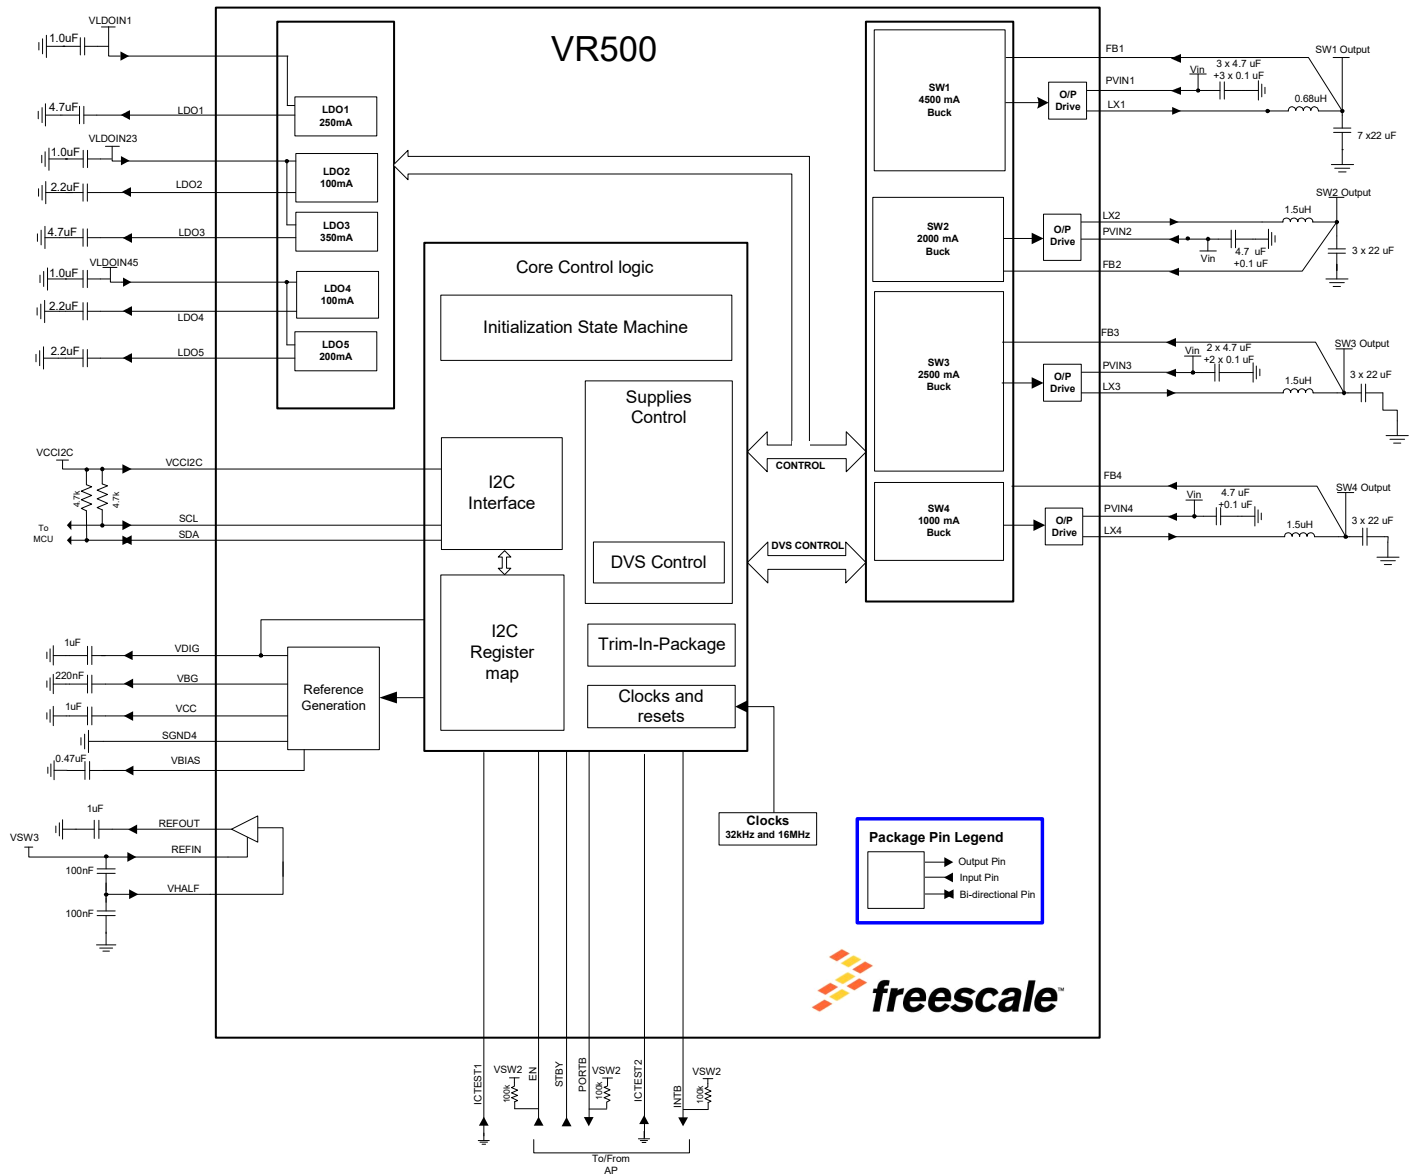 VR500
VLDOIN1
1.0uF
4.7uF
LDO1
VLDOIN23
1.0uF
2.2uF
LDO2
4.7uF
LDO3
VLDOIN45
1.0uF
2.2uF
LDO4
2.2uF
LDO5
LDO1
250mA
LDO2
100mA
LDO3
350mA
LDO4
100mA
LDO5
200mA
Core Control logic
Initialization State Machine
Supplies
Control
DVS Control
I2C
Interface
I2C
Register
map
Trim-In-Package
Clocks and
resets
CONTROL
DVS CONTROL
SW1
4500 mA
Buck
SW2
2000 mA
Buck
SW3
2500 mA
Buck
SW4
1000 mA
Buck
O/P
Drive
O/P
Drive
O/P
Drive
O/P
Drive
FB1
PVIN1
LX1
Vin
3 x 4.7 uF
+3 x 0.1 uF
SW1 Output
0.68uH
7 x22 uF
LX2
PVIN2
FB2
Vin
4.7 uF
+0.1 uF
1.5uH
SW2 Output
3 x 22 uF
FB3
PVIN3
LX3
Vin
2 x 4.7 uF
+2 x 0.1 uF
1.5uH
SW3 Output
3 x 22 uF
FB4
PVIN4
LX4
Vin
4.7 uF
+0.1 uF
1.5uH
SW4 Output
3 x 22 uF
VCCI2C
VCCI2C
4.7k
4.7k
To
MCU
SCL
SDA
1uF
VDIG
220nF
VBG
1uF
VCC
SGND4
0.47uF
VBIAS
Reference
Generation
1uF
REFOUT
VSW3
REFIN
100nF
VHALF
100nF
Clocks
32kHz and 16MHz
Package Pin Legend
Output Pin
Input Pin
Bi-directional Pin
freescale™
ICTEST1
VSW2
100k
EN
STBY
PORTB
VSW2
100k
ICTEST2
INTB
VSW2
100k
To/From
AP